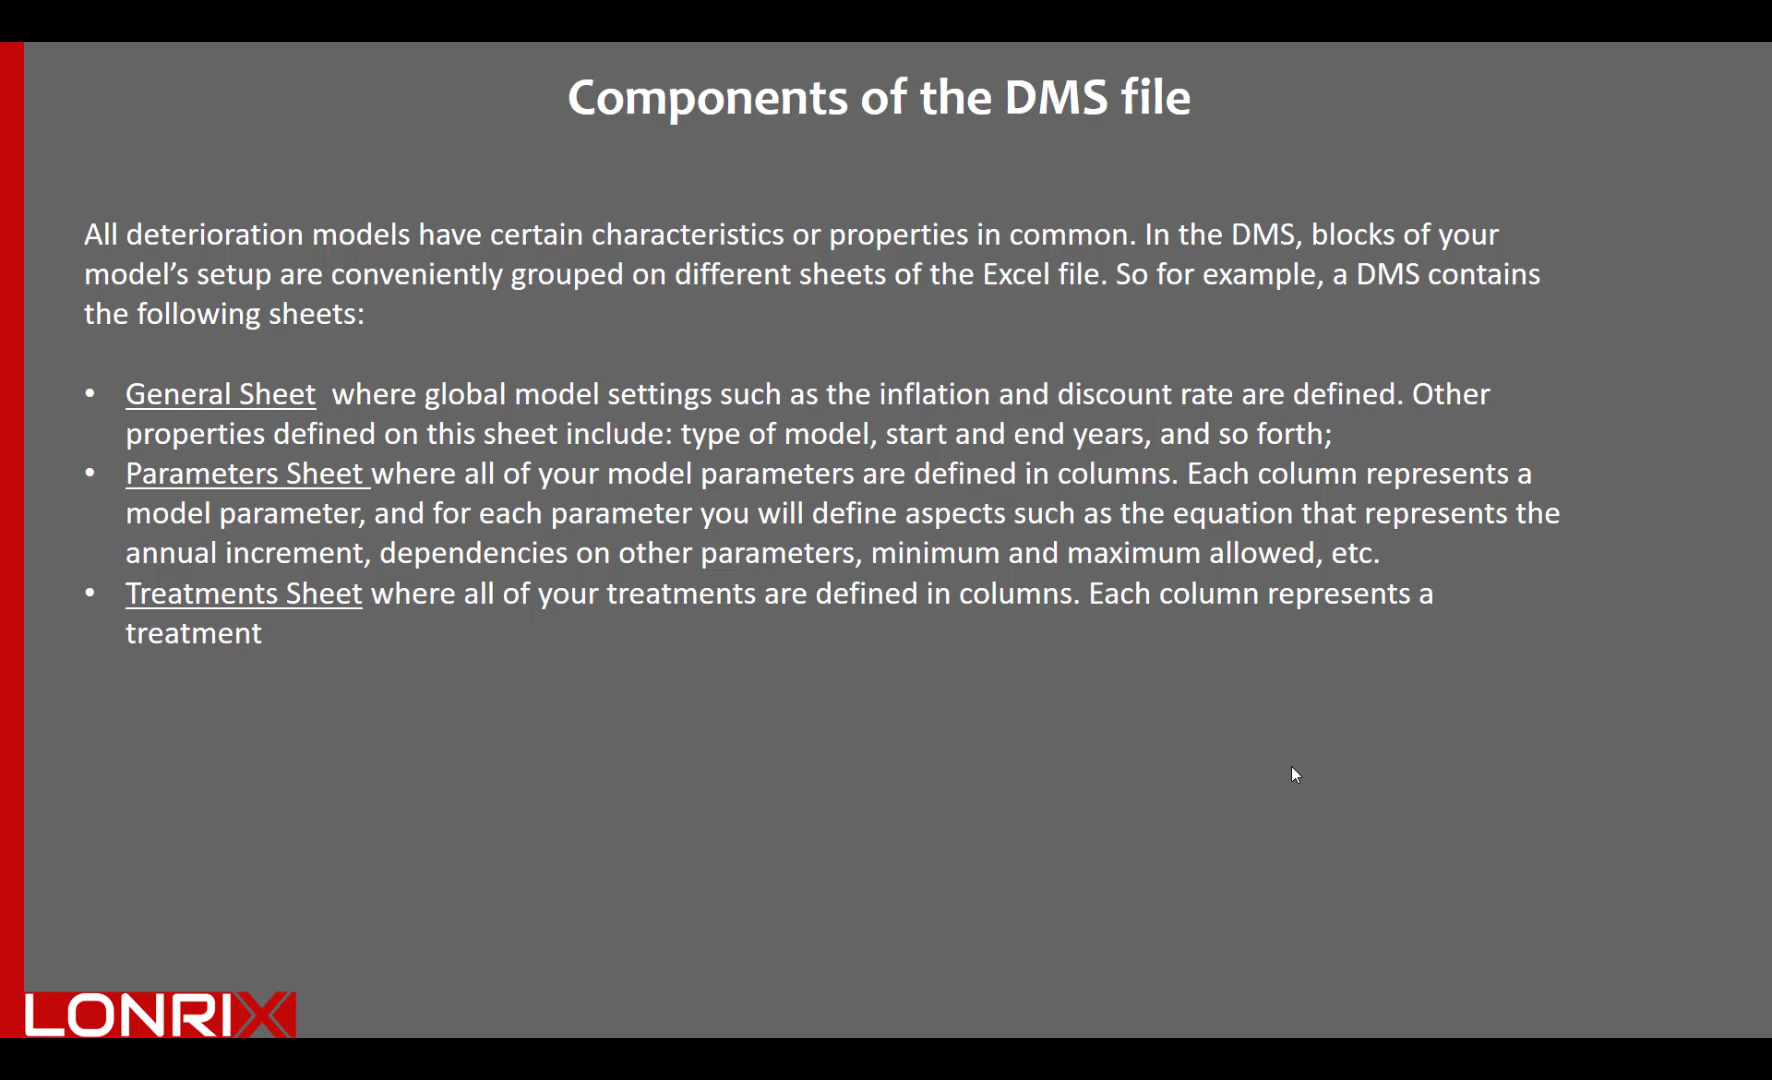 Components of the DMS file
All deterioration models have certain characteristics or properties in common. In the DMS, blocks of your
model’s setup are conveniently grouped on different sheets of the Excel file. So for example, a DMS contains
the following sheets:
• General Sheet where global model settings such as the inflation and discount rate are defined. Other
properties defined on this sheet include: type of model, start and end years, and so forth;
• Parameters Sheet where all of your model parameters are defined in columns. Each column represents a
model parameter, and for each parameter you will define aspects such as the equation that represents the
annual increment, dependencies on other parameters, minimum and maximum allowed, etc.
• Treatments Sheet where all of your treatments are defined in columns. Each column represents a
treatment
LONRIX